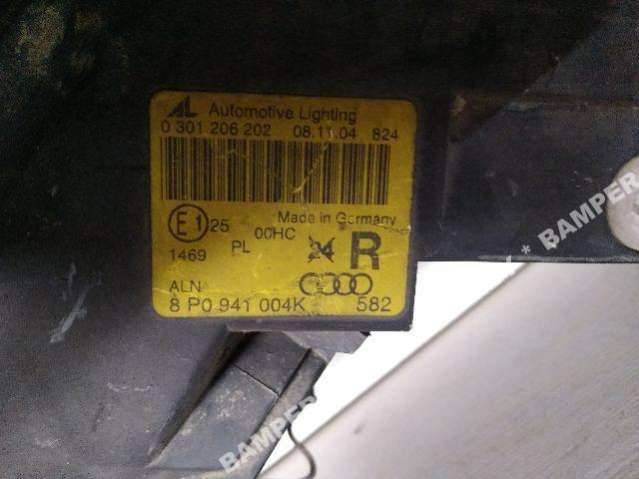 AL Automotive Lighting
0 301 206 202 08.11.04 824
E1 25 Made in Germany
00HC
1469 PL 24 R
ALN
8 P0 941 004K 582
* BAMPER
BAMPER